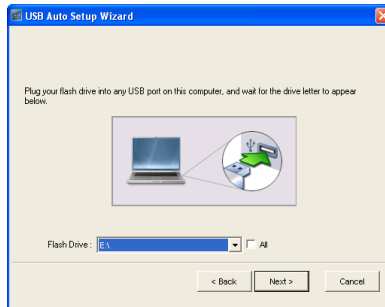 USB Auto Setup Wizard
Plug your flash drive into any USB port on this computer, and wait for the drive letter to appear
below.
Flash Drive : E:\ All
< Back Next > Cancel